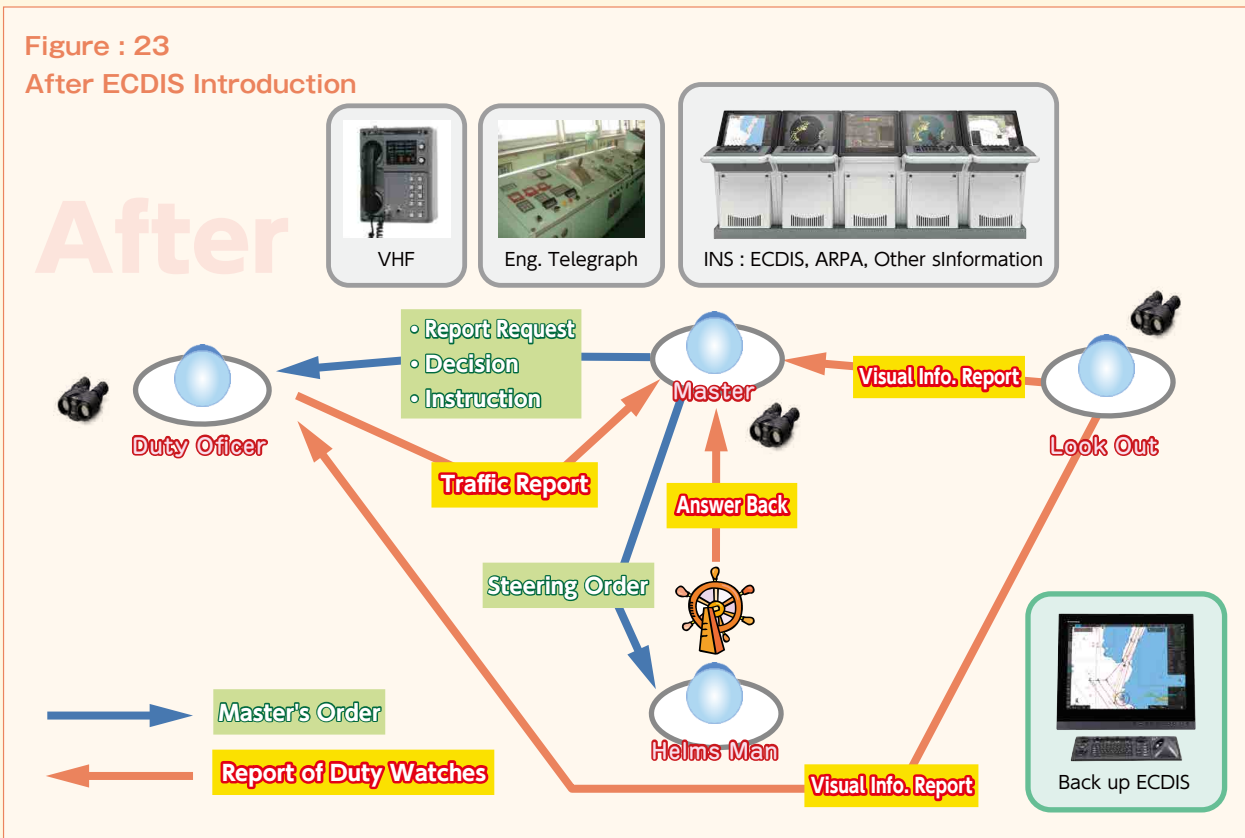 Figure : 23
After ECDIS Introduction
After
VHF
Eng. Telegraph
INS : ECDIS, ARPA, Other sInformation
• Report Request
• Decision
• Instruction
Visual Info. Report
Master
Duty Oficer
Look Out
Traffic Report
Answer Back
Steering Order
Master's Order
Helms Man
Report of Duty Watches
Visual Info. Report
Back up ECDIS